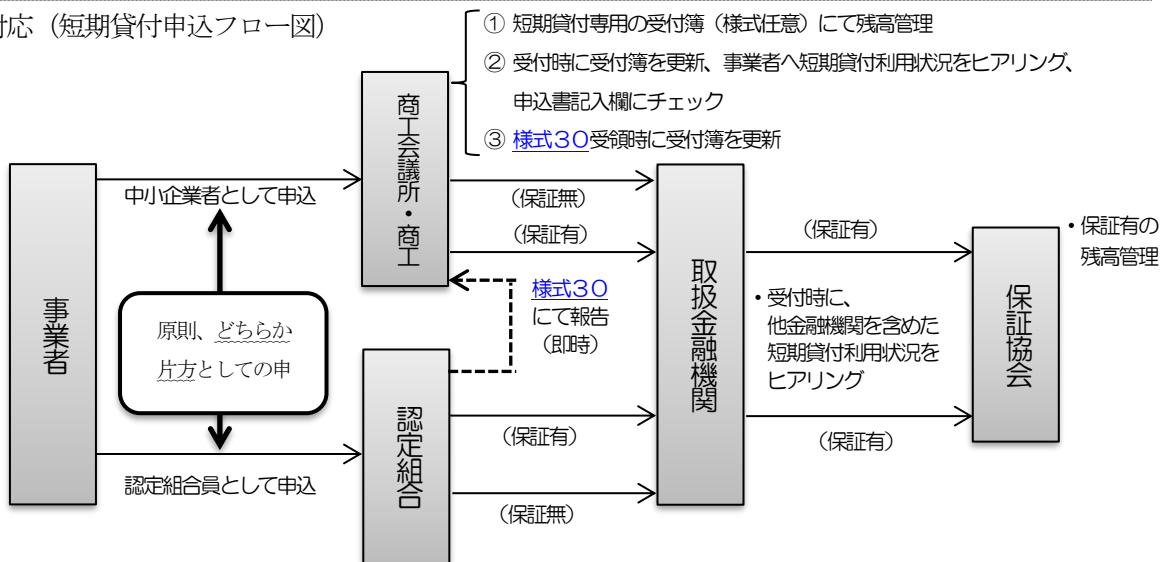 対応（短期貸付申込フロー図）
① 短期貸付専用の受付簿（様式任意）にて残高管理
② 受付時に受付簿を更新、事業者へ短期貸付利用状況をヒアリング、
申込書記入欄にチェック
③ 様式３０受領時に受付簿を更新
商工会議所・商工
事業者
中小企業者として申込
原則、どちらか
片方としての申
認定組合員として申込
認定組合
（保証無）
（保証有）
様式３０
にて報告
（即時）
（保証有）
（保証無）
取扱金融機関
（保証有）
・受付時に、
他金融機関を含めた
短期貸付利用状況を
ヒアリング
（保証有）
保証協会
・保証有の
残高管理